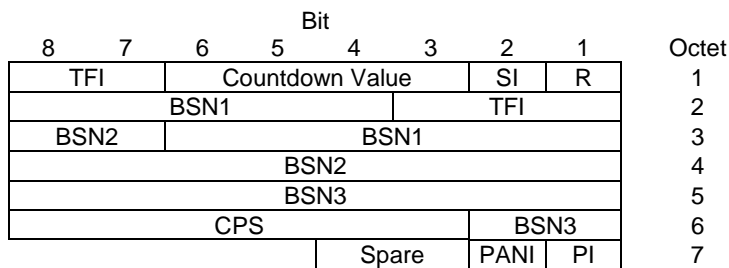 Bit
8 7 6 5 4 3 2 1 Octet
TFI Countdown Value SI R 1
BSN1 TFI 2
BSN2 BSN1 3
BSN2 4
BSN3 5
CPS BSN3 6
Spare PANI PI 7